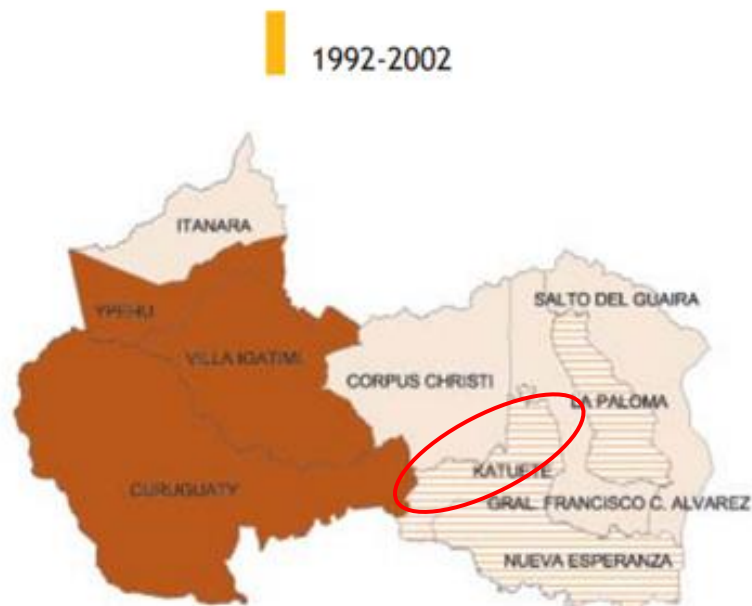 1992-2002
ITANARA
YPEHU
SALTO DEL GUAIRA
VILLA IGATIMI
CORPUS CHRISTI
LA PALOMA
KATUETE
CURUGUATY
GRAL. FRANCISCO C. ALVAREZ
NUEVA ESPERANZA